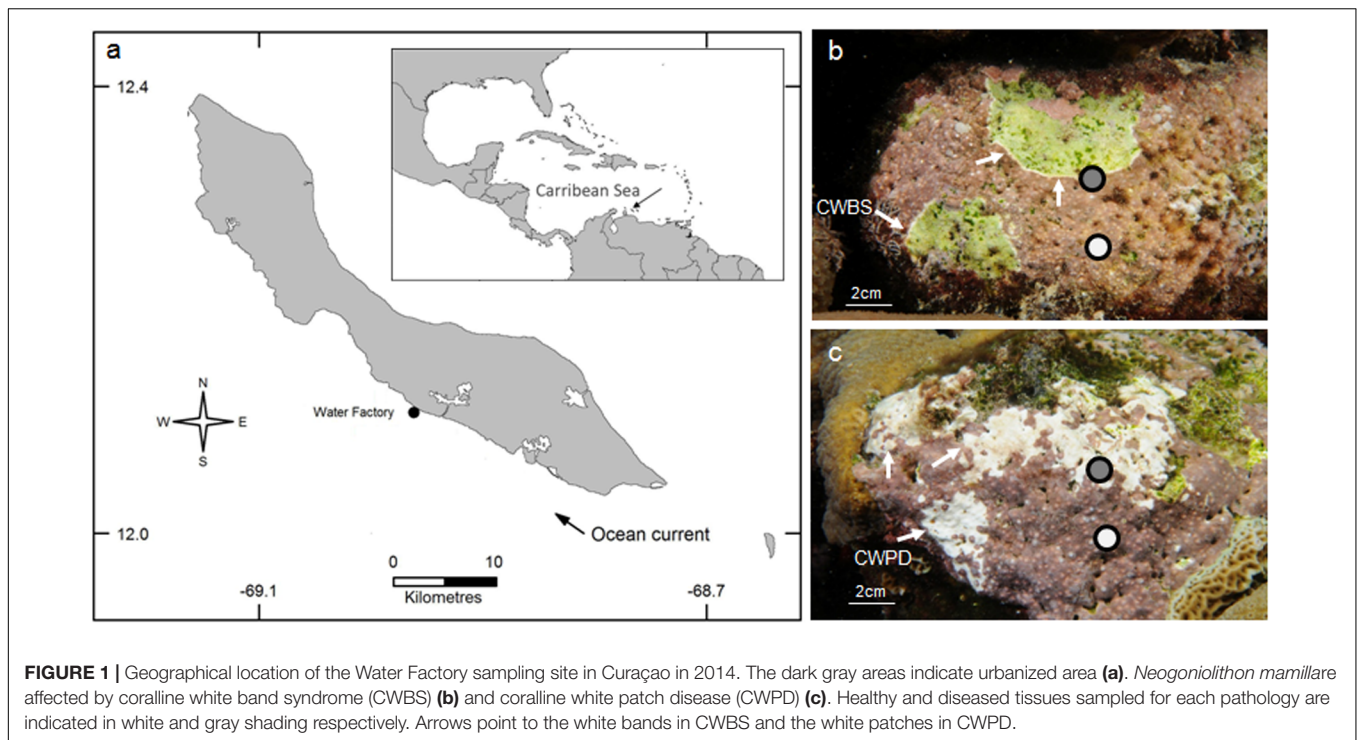 a
12.4
12.0
-69.1
-68.7
Carribean Sea
Water Factory
N
W
E
S
Ocean current
0
10
Kilometres
b
CWBS
2cm
c
CWPD
2cm
FIGURE 1 | Geographical location of the Water Factory sampling site in Curaçao in 2014. The dark gray areas indicate urbanized area (a). Neogoniolithon mamillare
affected by coralline white band syndrome (CWBS) (b) and coralline white patch disease (CWPD) (c). Healthy and diseased tissues sampled for each pathology are
indicated in white and gray shading respectively. Arrows point to the white bands in CWBS and the white patches in CWPD.